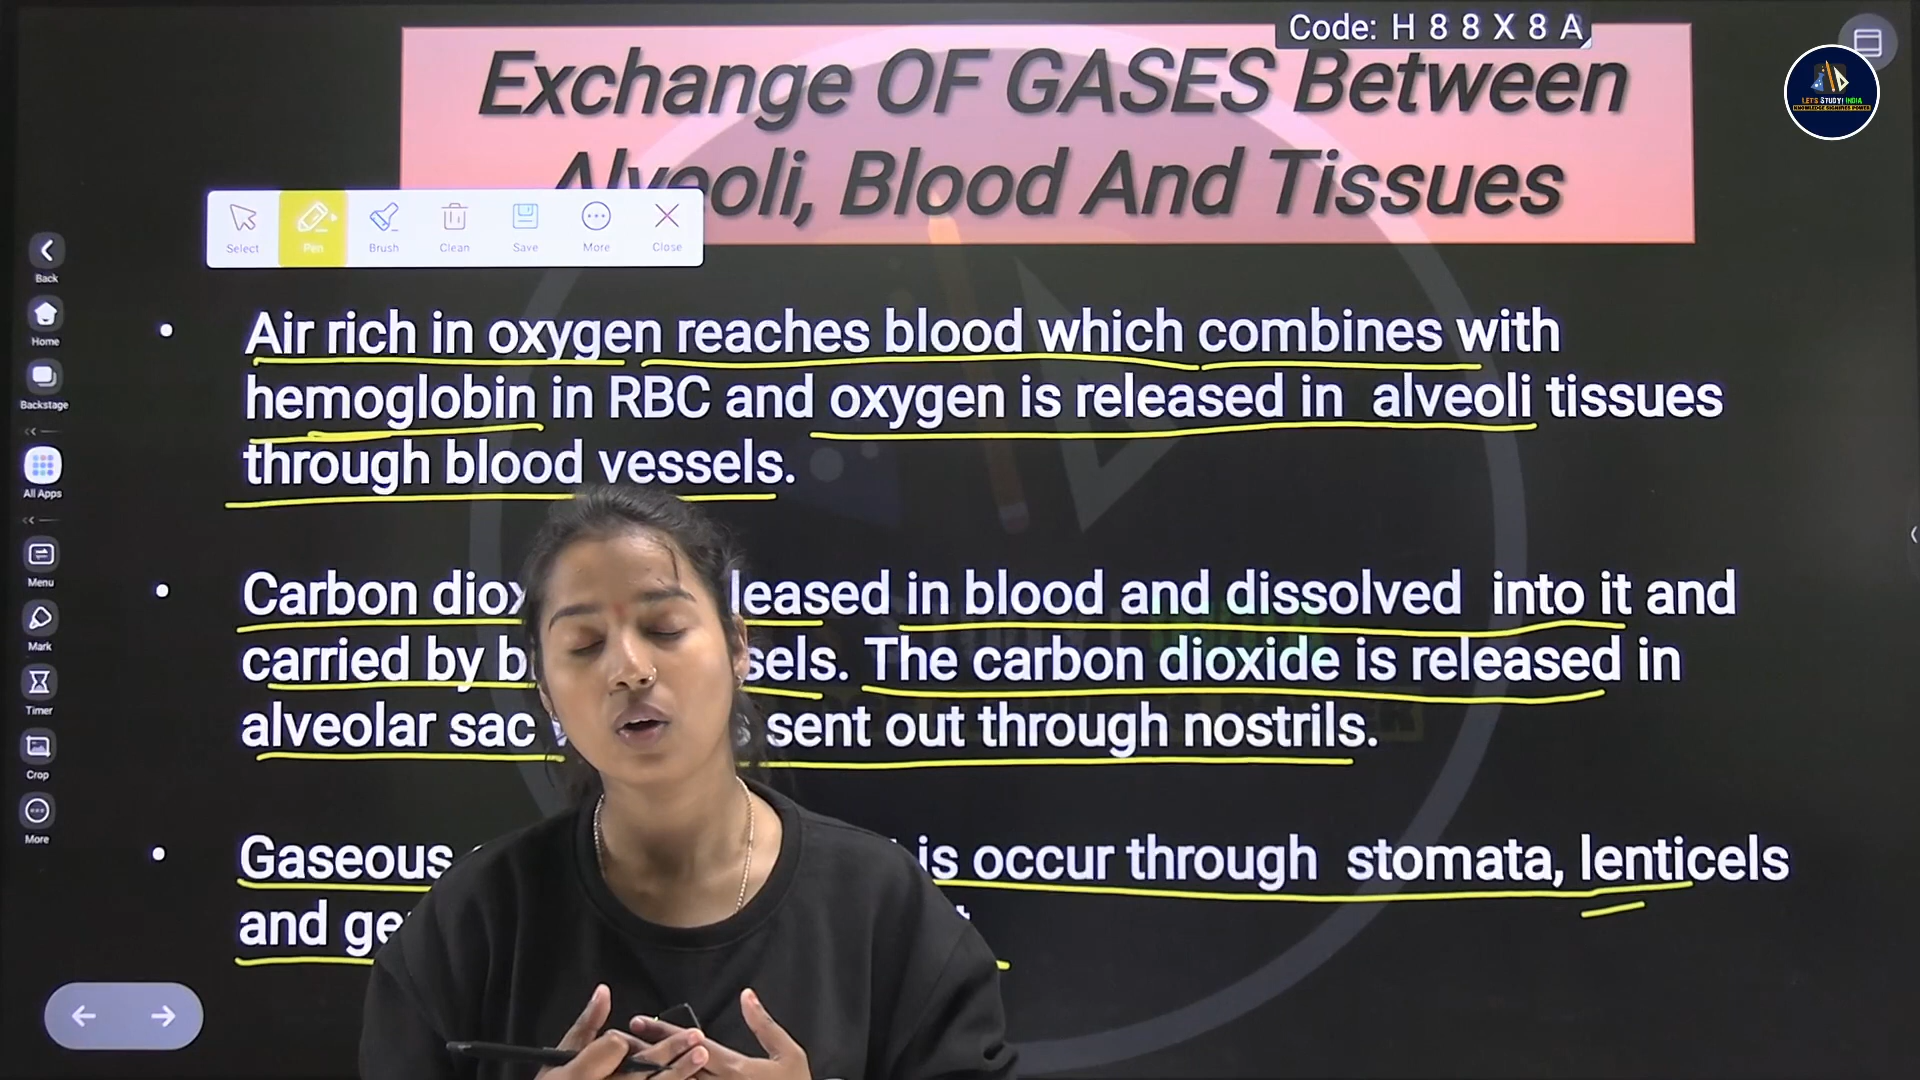 Code: H 8 8 X 8 A
Exchange OF GASES Between
Alveoli, Blood And Tissues
LET'S STUDY! INDIA
Select Pen Brush Clean Save More Close
Back
Home
Backstage
All Apps
Menu
Mark
Timer
Crop
More
• Air rich in oxygen reaches blood which combines with
hemoglobin in RBC and oxygen is released in alveoli tissues
through blood vessels.
• Carbon leased in blood and dissolved into it and
carried by sels. The carbon dioxide is released in
alveolar sac sent out through nostrils.
• Gaseous is occur through stomata, lenticels
and